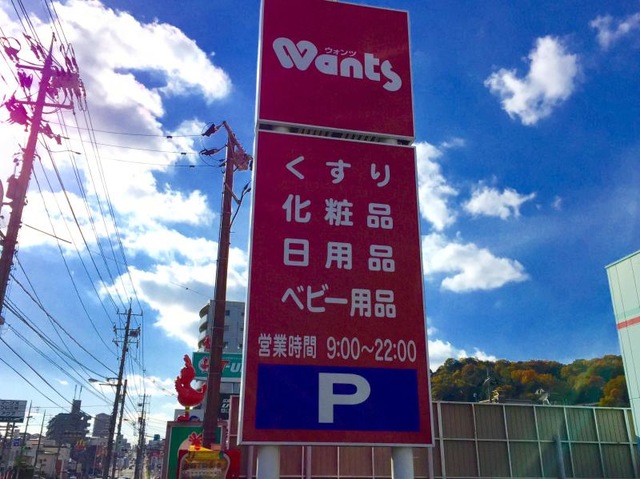 ウォンツ
Wants
くすり
化粧品
日用品
ベビー用品
営業時間 9:00〜22:00
P